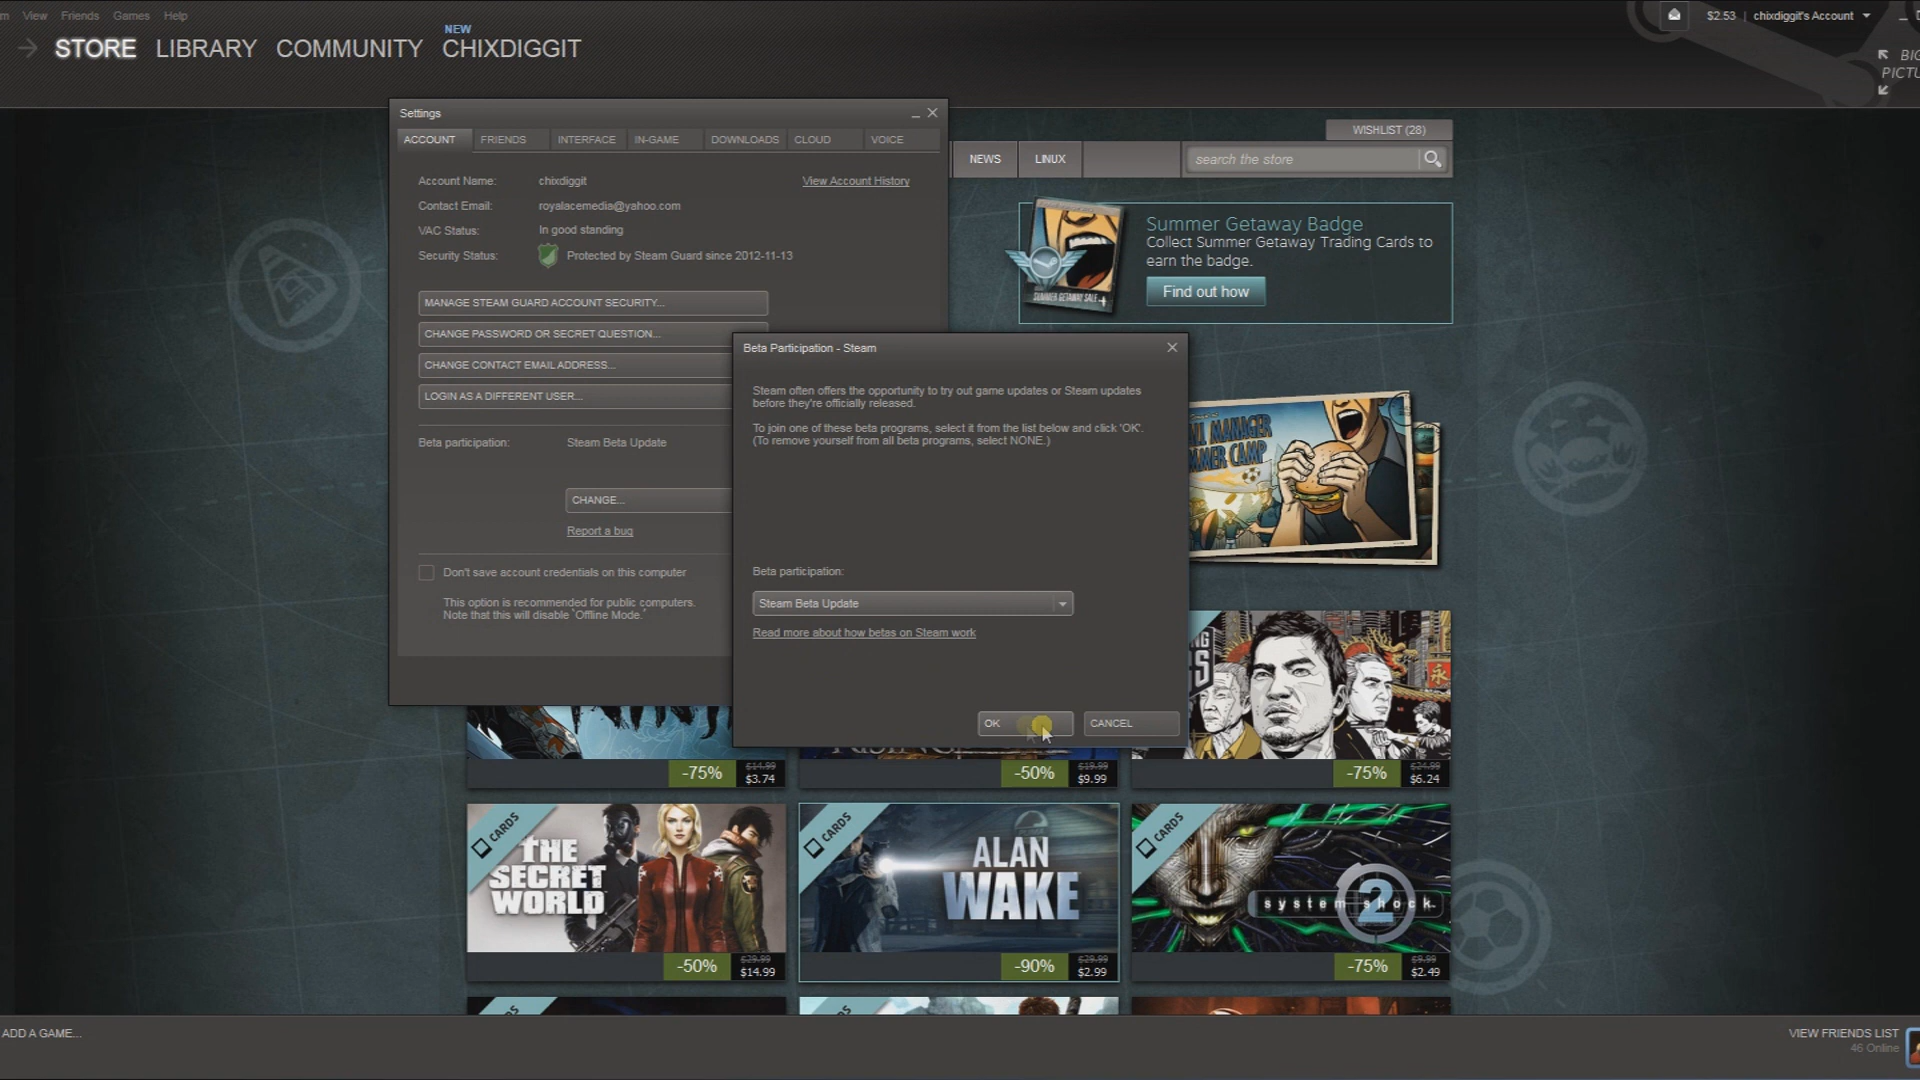 m View Friends Games Help
$2.53 | chixdiggit's Account
NEW
STORE LIBRARY COMMUNITY CHIXDIGGIT
BIG
PICTU
Settings
ACCOUNT FRIENDS INTERFACE IN-GAME DOWNLOADS CLOUD VOICE
Account Name: chixdiggit View Account History
Contact Email: royalacemedia@yahoo.com
VAC Status: In good standing
Security Status: Protected by Steam Guard since 2012-11-13
MANAGE STEAM GUARD ACCOUNT SECURITY...
CHANGE PASSWORD OR SECRET QUESTION...
CHANGE CONTACT EMAIL ADDRESS...
LOGIN AS A DIFFERENT USER...
Beta participation: Steam Beta Update
CHANGE...
Report a bug
Don't save account credentials on this computer
This option is recommended for public computers.
Note that this will disable "Offline Mode."
WISHLIST (28)
NEWS LINUX search the store
Summer Getaway Badge
Collect Summer Getaway Trading Cards to
earn the badge.
Find out how
SUMMER GETAWAY SALE
Beta Participation - Steam
Steam often offers the opportunity to try out game updates or Steam updates
before they're officially released.
To join one of these beta programs, select it from the list below and click 'OK'.
(To remove yourself from all beta programs, select NONE.)
Beta participation:
Steam Beta Update
Read more about how betas on Steam work
OK CANCEL
MANAGER
CAMP
-75% $14.99 $3.74
-50% $19.99 $9.99
-75% $24.99 $6.24
CARDS
THE
SECRET
WORLD
-50% $29.99 $14.99
CARDS
ALAN
WAKE
-90% $29.99 $2.99
CARDS
system shock
2
-75% $9.99 $2.49
ADD A GAME...
VIEW FRIENDS LIST
46 Online